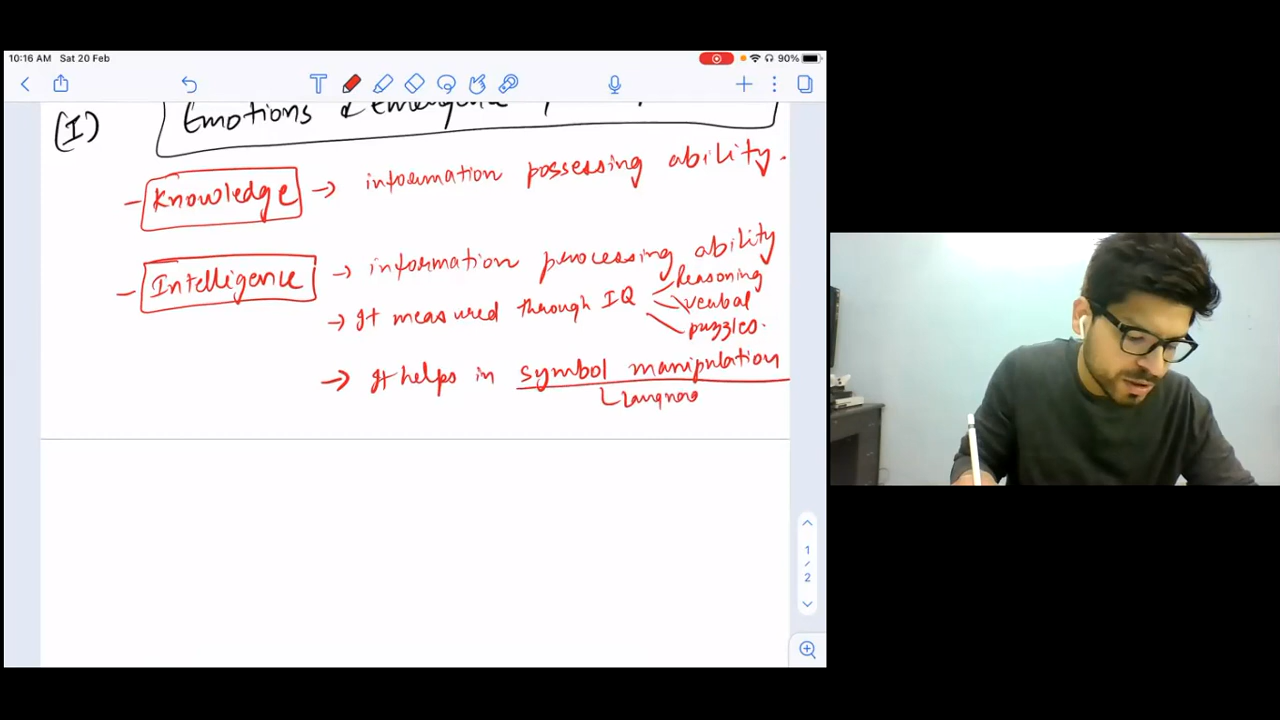 10:16 AM Sat 20 Feb
90%
T
(I)
Emotions &
- Knowledge → information possessing ability.
- Intelligence → information processing ability
→ It measured through IQ
reasoning
verbal
puzzles.
→ It helps in symbol manipulation
1
/
2